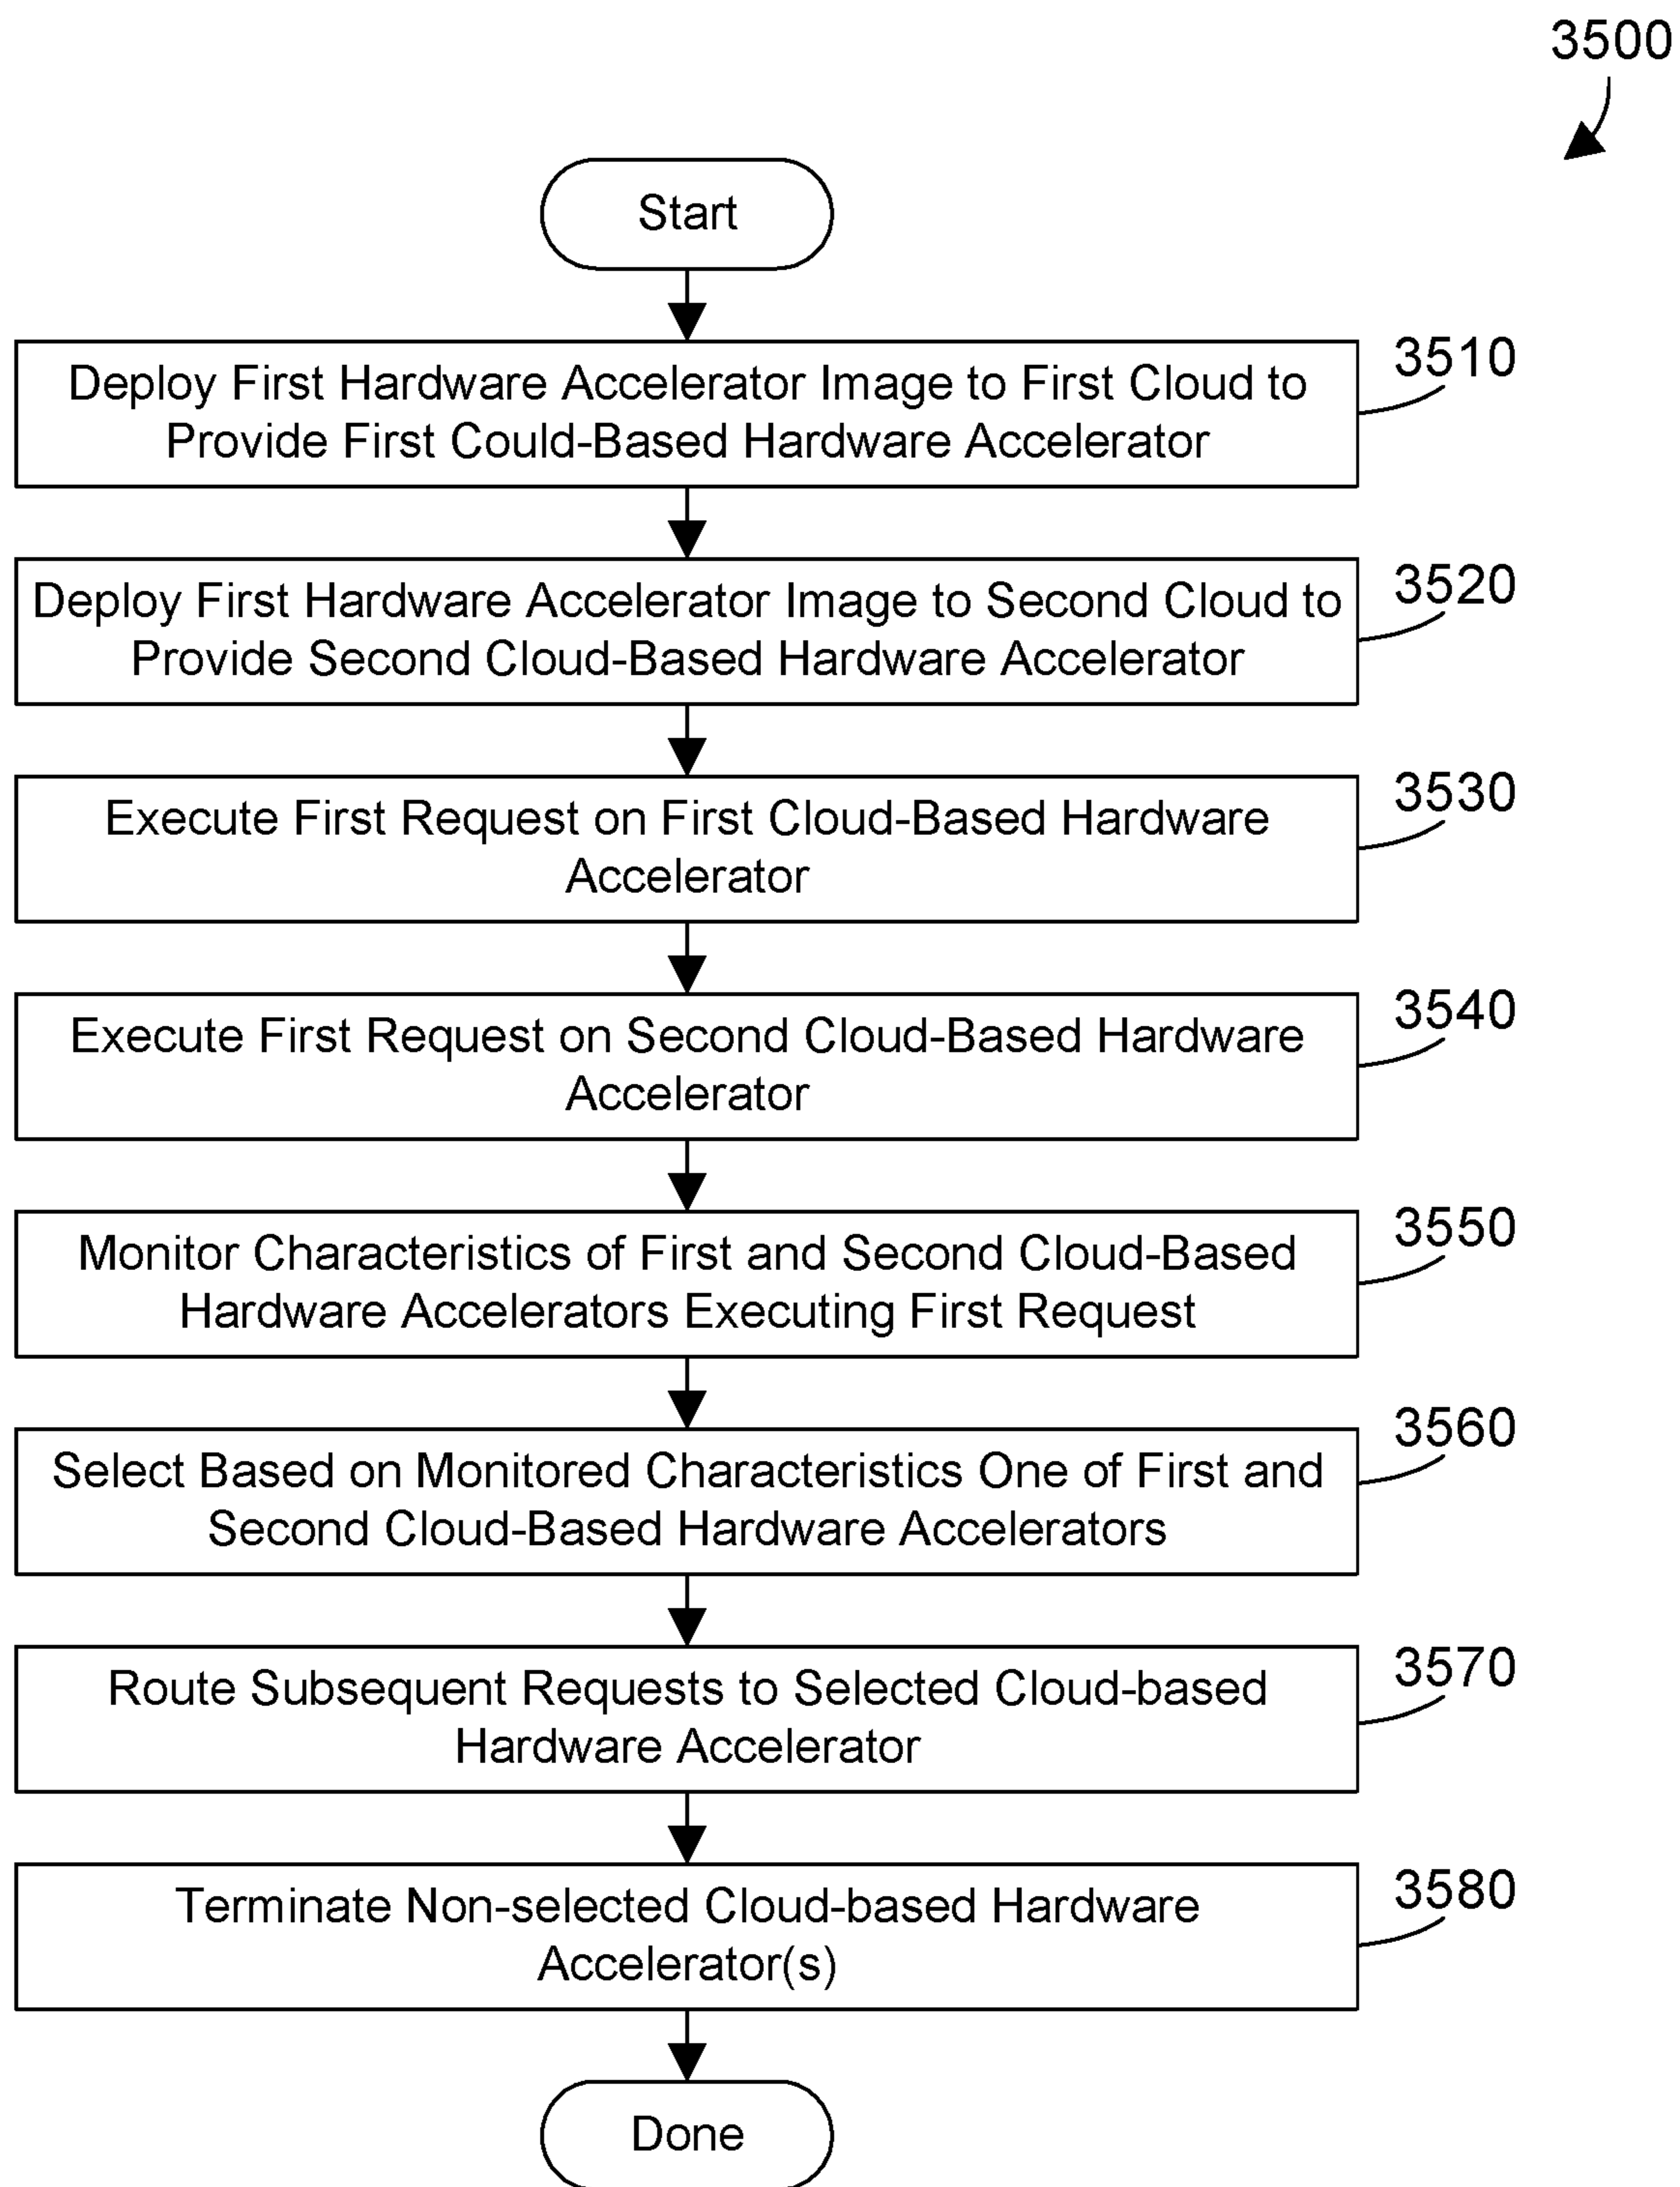 3500
Start
Deploy First Hardware Accelerator Image to First Cloud to
Provide First Could-Based Hardware Accelerator
3510
Deploy First Hardware Accelerator Image to Second Cloud to
Provide Second Cloud-Based Hardware Accelerator
3520
Execute First Request on First Cloud-Based Hardware
Accelerator
3530
Execute First Request on Second Cloud-Based Hardware
Accelerator
3540
Monitor Characteristics of First and Second Cloud-Based
Hardware Accelerators Executing First Request
3550
Select Based on Monitored Characteristics One of First and
Second Cloud-Based Hardware Accelerators
3560
Route Subsequent Requests to Selected Cloud-based
Hardware Accelerator
3570
Terminate Non-selected Cloud-based Hardware
Accelerator(s)
3580
Done